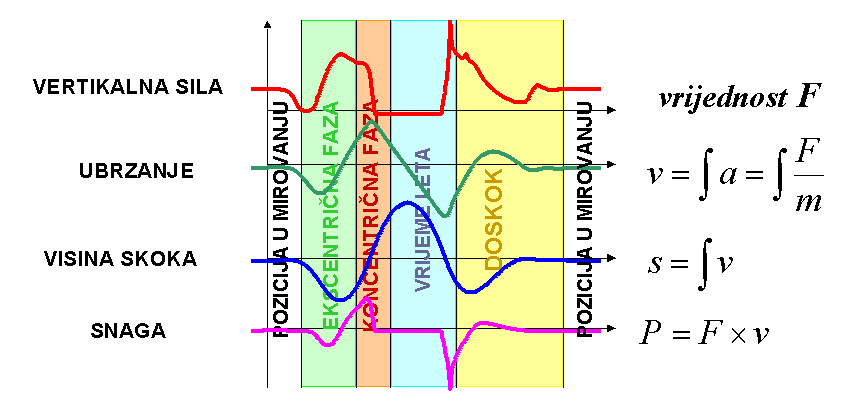 VERTIKALNA SILA
UBRZANJE
VISINA SKOKA
SNAGA
POZICIJA U MIROVANJU
EKSCENTRIČNA FAZA
KONCENTRIČNA FAZA
VRIJEME LETA
DOSKOK
POZICIJA U MIROVANJU
vrijednost F
v = ∫ a = ∫ F/m
s = ∫ v
P = F × v